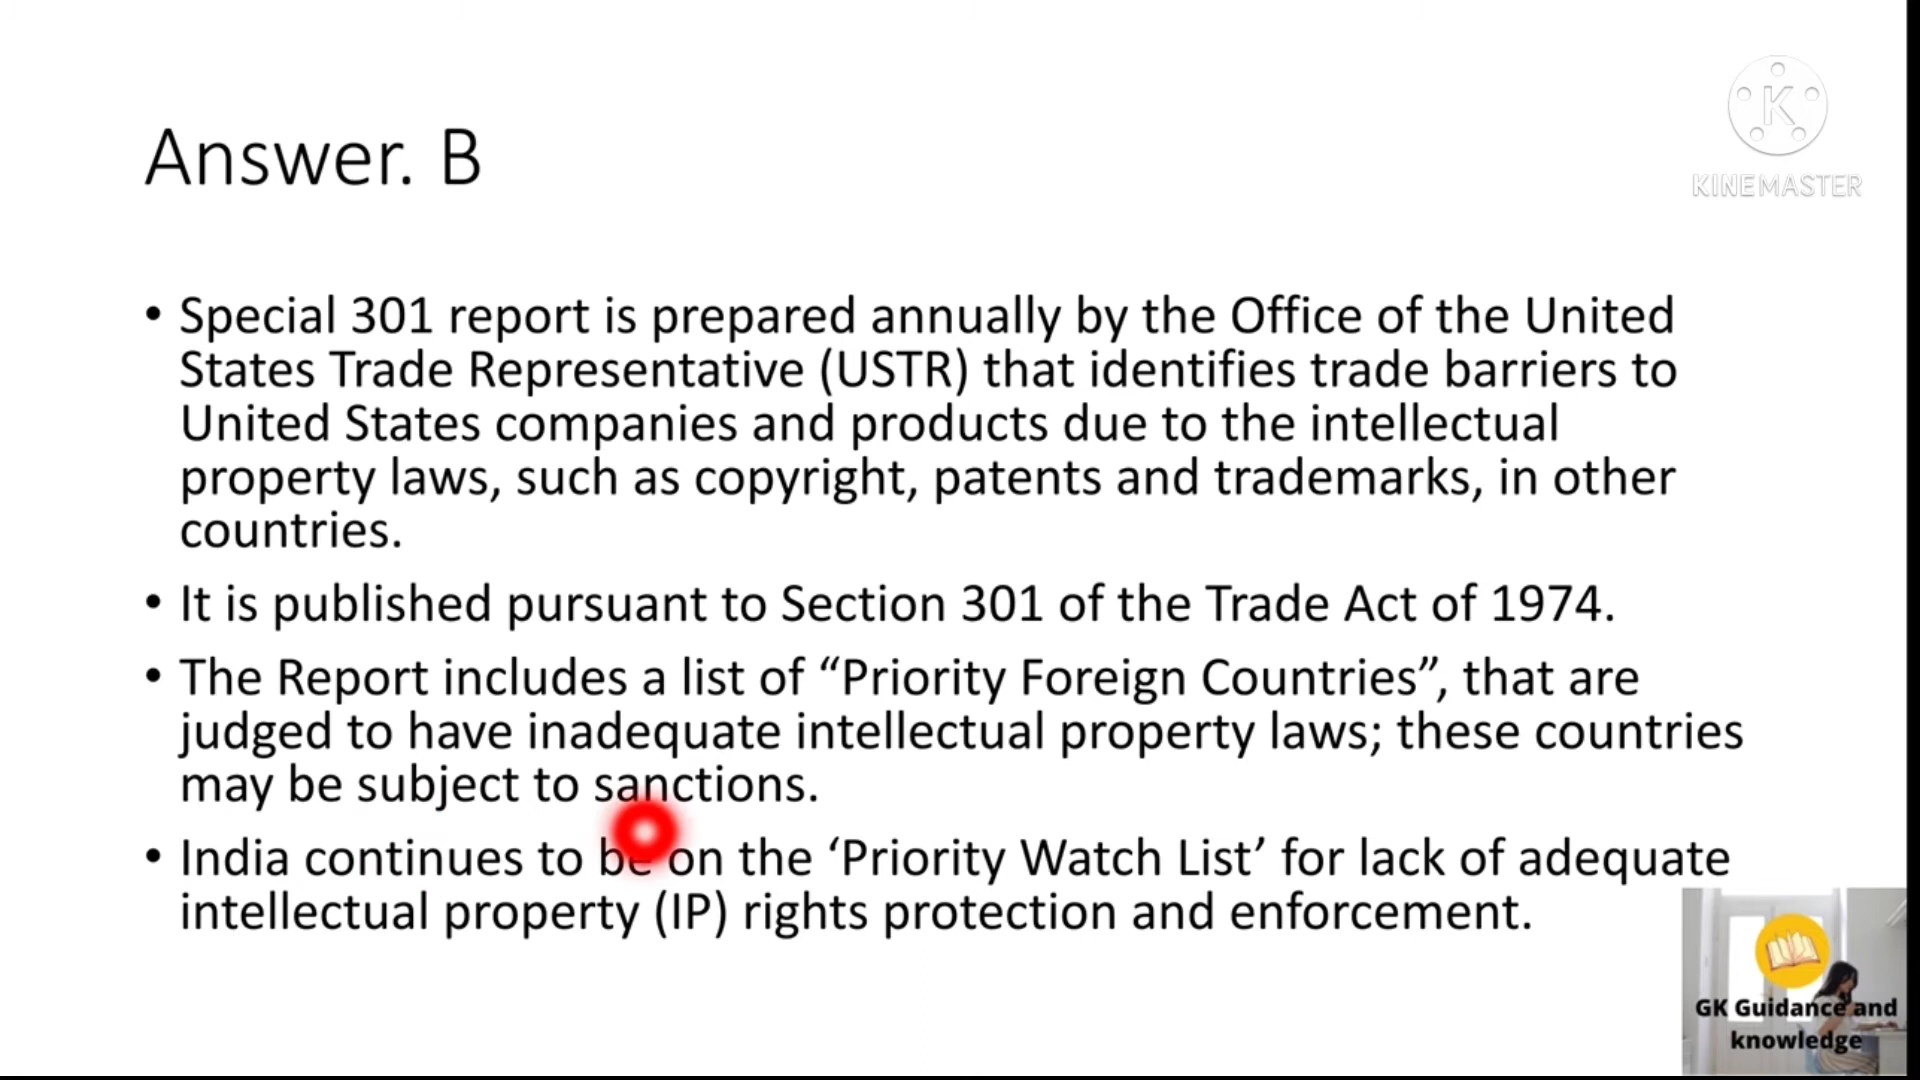 K
KINEMASTER
Answer. B
• Special 301 report is prepared annually by the Office of the United
States Trade Representative (USTR) that identifies trade barriers to
United States companies and products due to the intellectual
property laws, such as copyright, patents and trademarks, in other
countries.
• It is published pursuant to Section 301 of the Trade Act of 1974.
• The Report includes a list of “Priority Foreign Countries”, that are
judged to have inadequate intellectual property laws; these countries
may be subject to sanctions.
• India continues to be on the ‘Priority Watch List’ for lack of adequate
intellectual property (IP) rights protection and enforcement.
GK Guidance and
knowledge